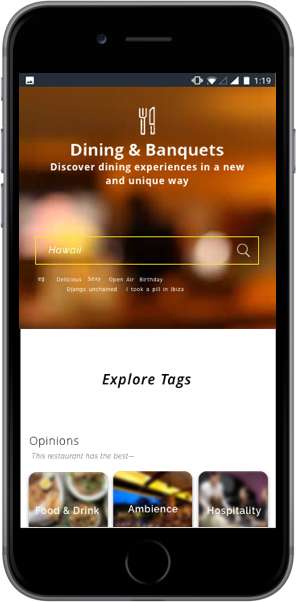 1:19
Dining & Banquets
Discover dining experiences in a new
and unique way
Hawaii
eg Delicious Sexy Open Air Birthday
Django unchained I took a pill in Ibiza
Explore Tags
Opinions
This restaurant has the best—
Food & Drink Ambience Hospitality